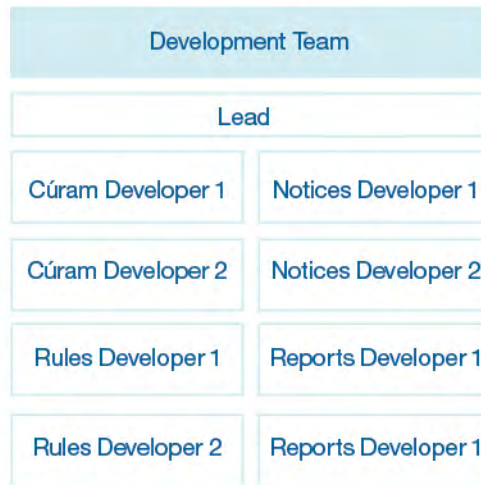 Development Team
Lead
Cúram Developer 1
Notices Developer 1
Cúram Developer 2
Notices Developer 2
Rules Developer 1
Reports Developer 1
Rules Developer 2
Reports Developer 1